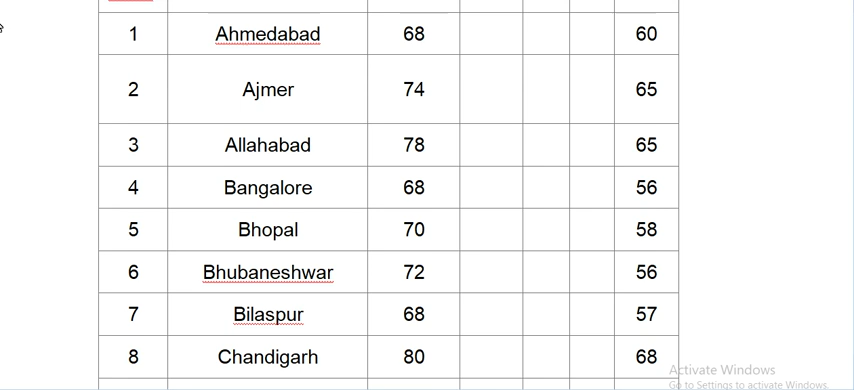 1 Ahmedabad 68 60
2 Ajmer 74 65
3 Allahabad 78 65
4 Bangalore 68 56
5 Bhopal 70 58
6 Bhubaneshwar 72 56
7 Bilaspur 68 57
8 Chandigarh 80 68
Activate Windows
Go to Settings to activate Windows.